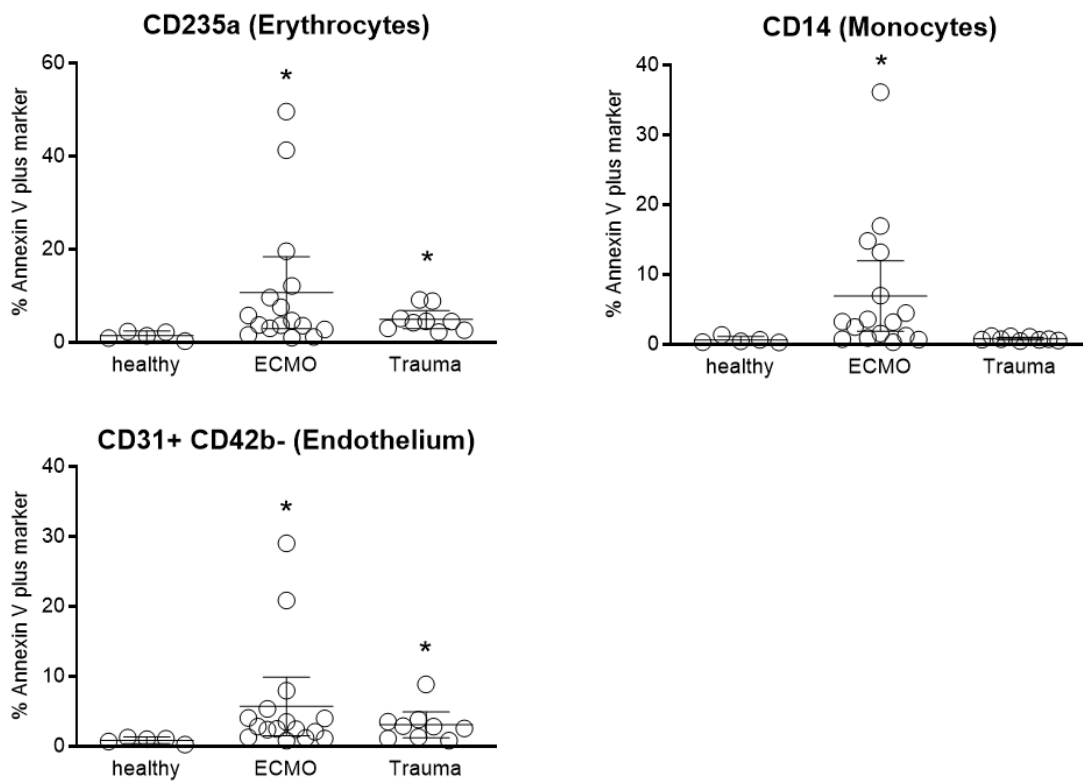 CD235a (Erythrocytes)
% Annexin V plus marker
60
40
20
0
*
*
healthy ECMO Trauma
CD14 (Monocytes)
% Annexin V plus marker
40
30
20
10
0
*
healthy ECMO Trauma
CD31+ CD42b- (Endothelium)
% Annexin V plus marker
40
30
20
10
0
*
*
healthy ECMO Trauma